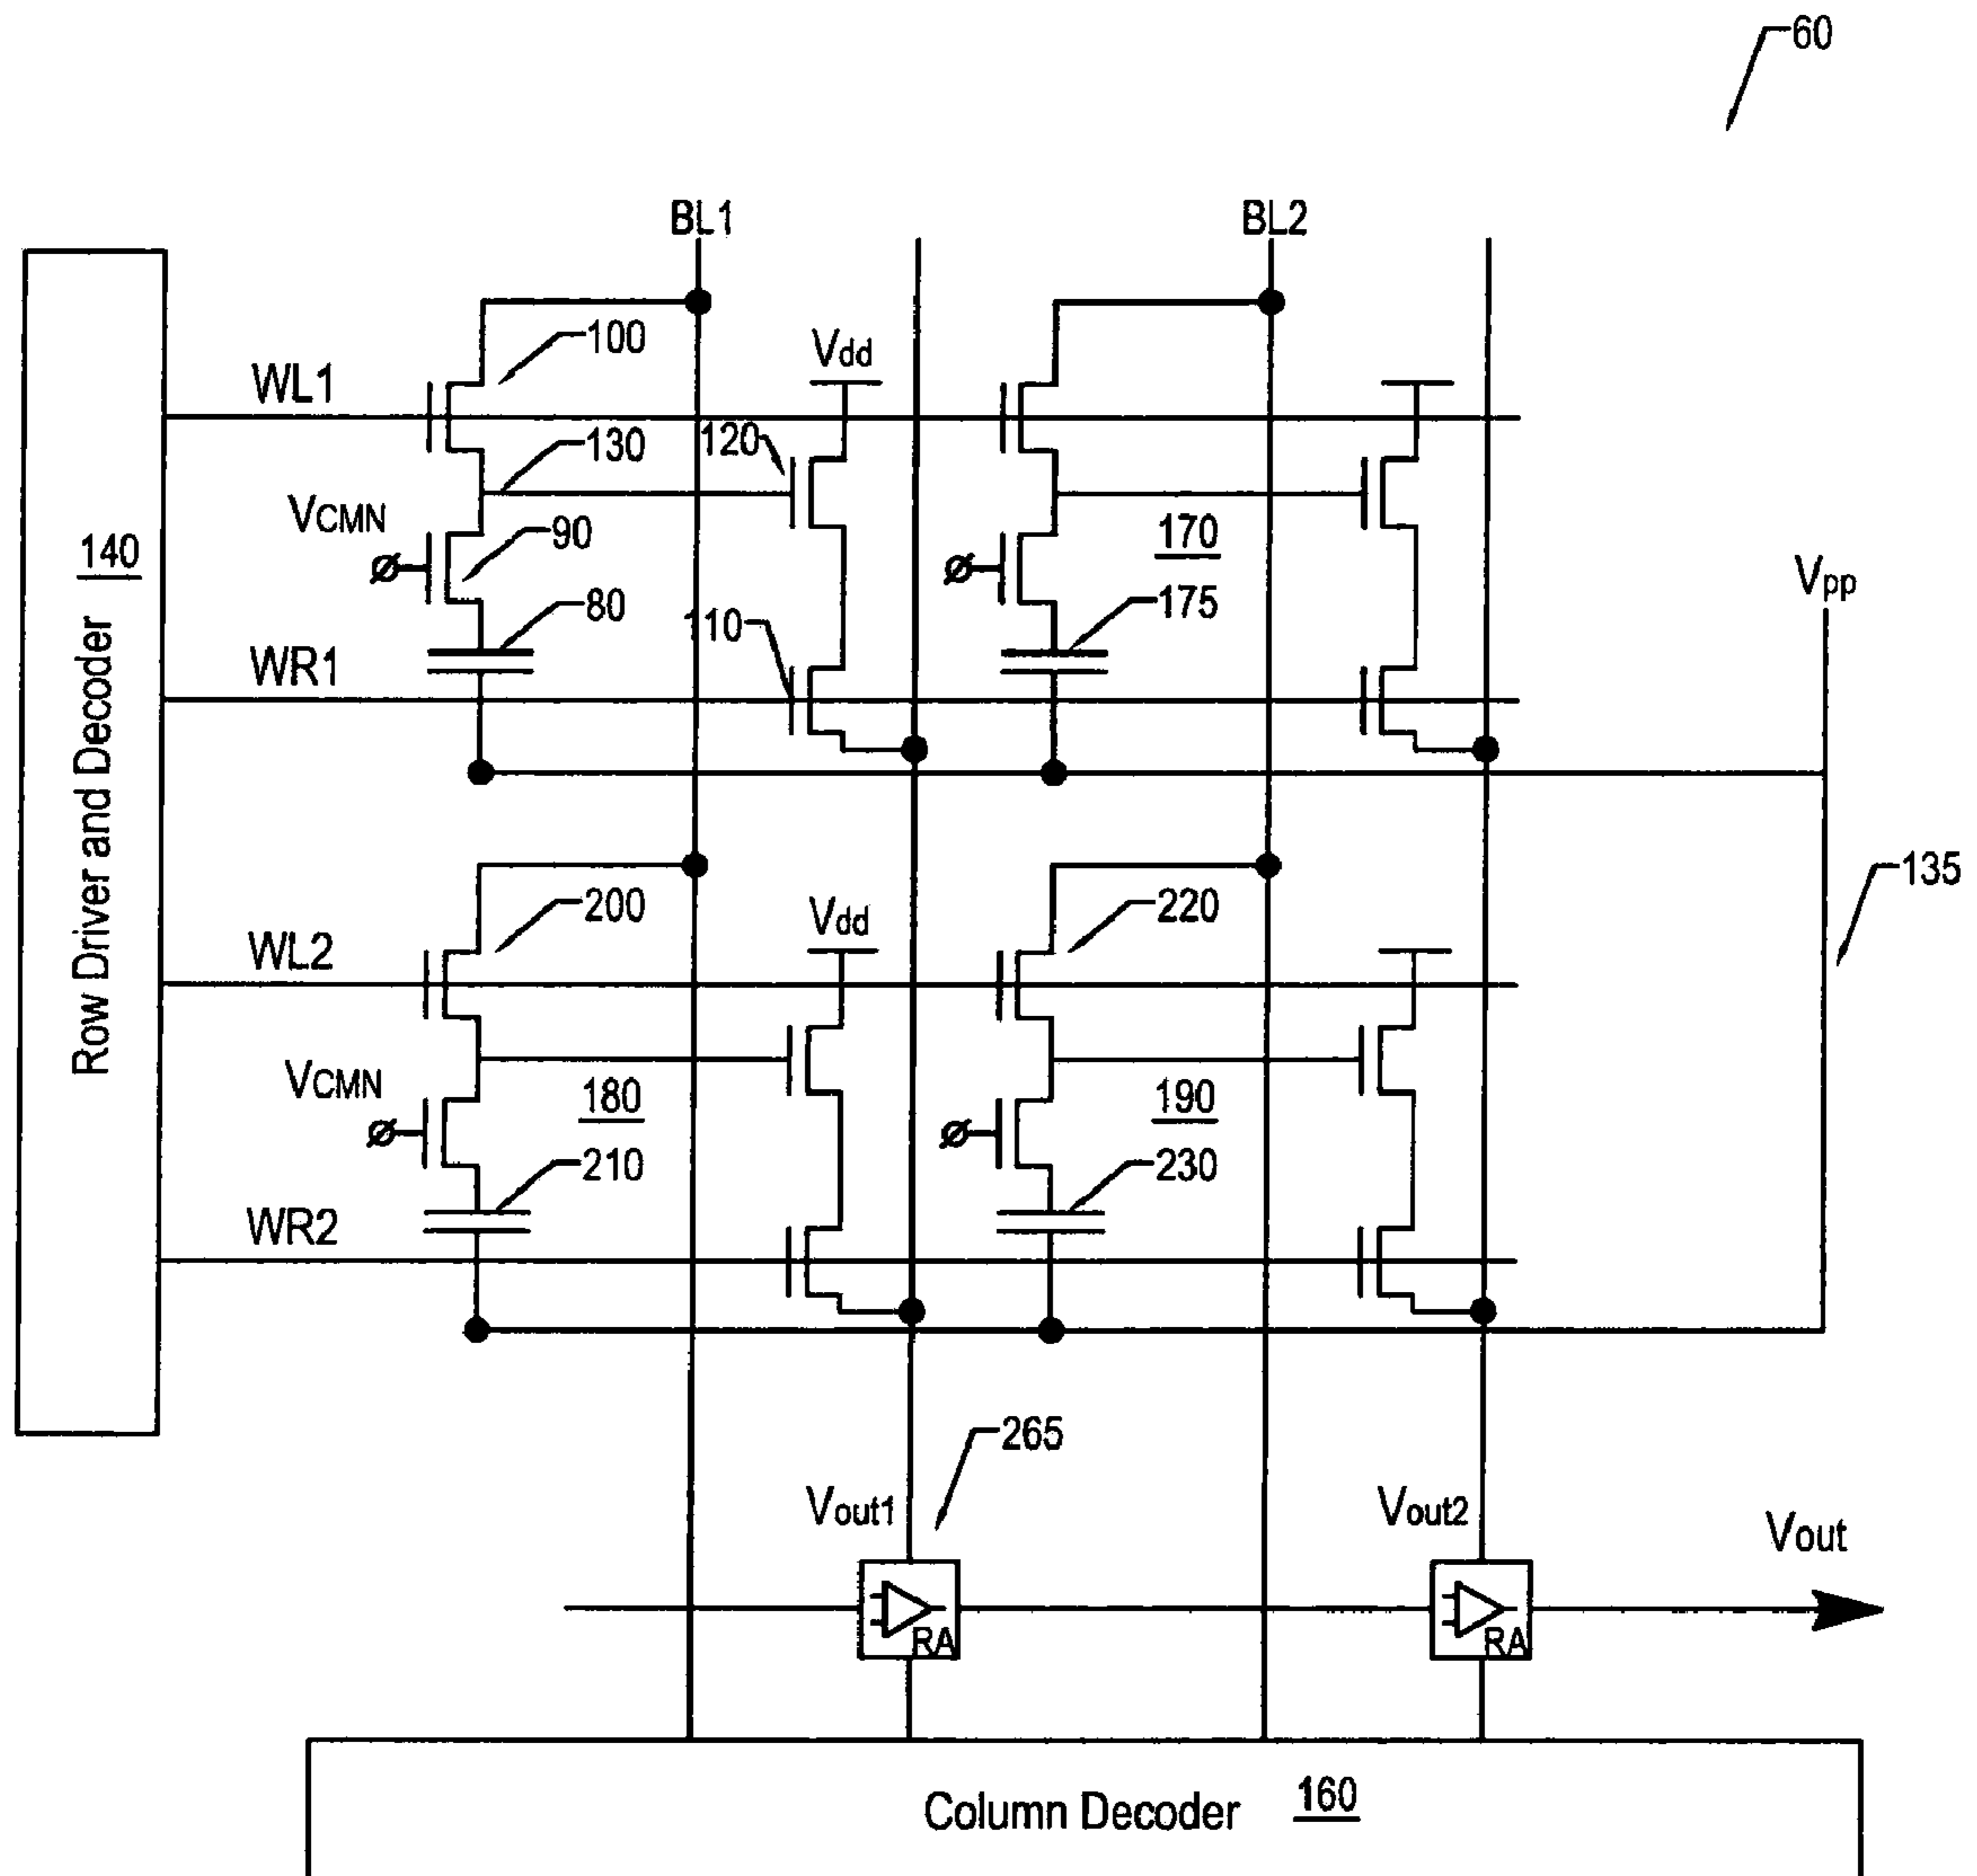 60
BL1
BL2
100
Vdd
WL1
130
120
VCMN
90
170
140
Vpp
80
175
110
WR1
Row Driver and Decoder
135
200
220
Vdd
WL2
VCMN
180
190
210
230
WR2
265
Vout1
Vout2
Vout
RA
RA
Column Decoder 160